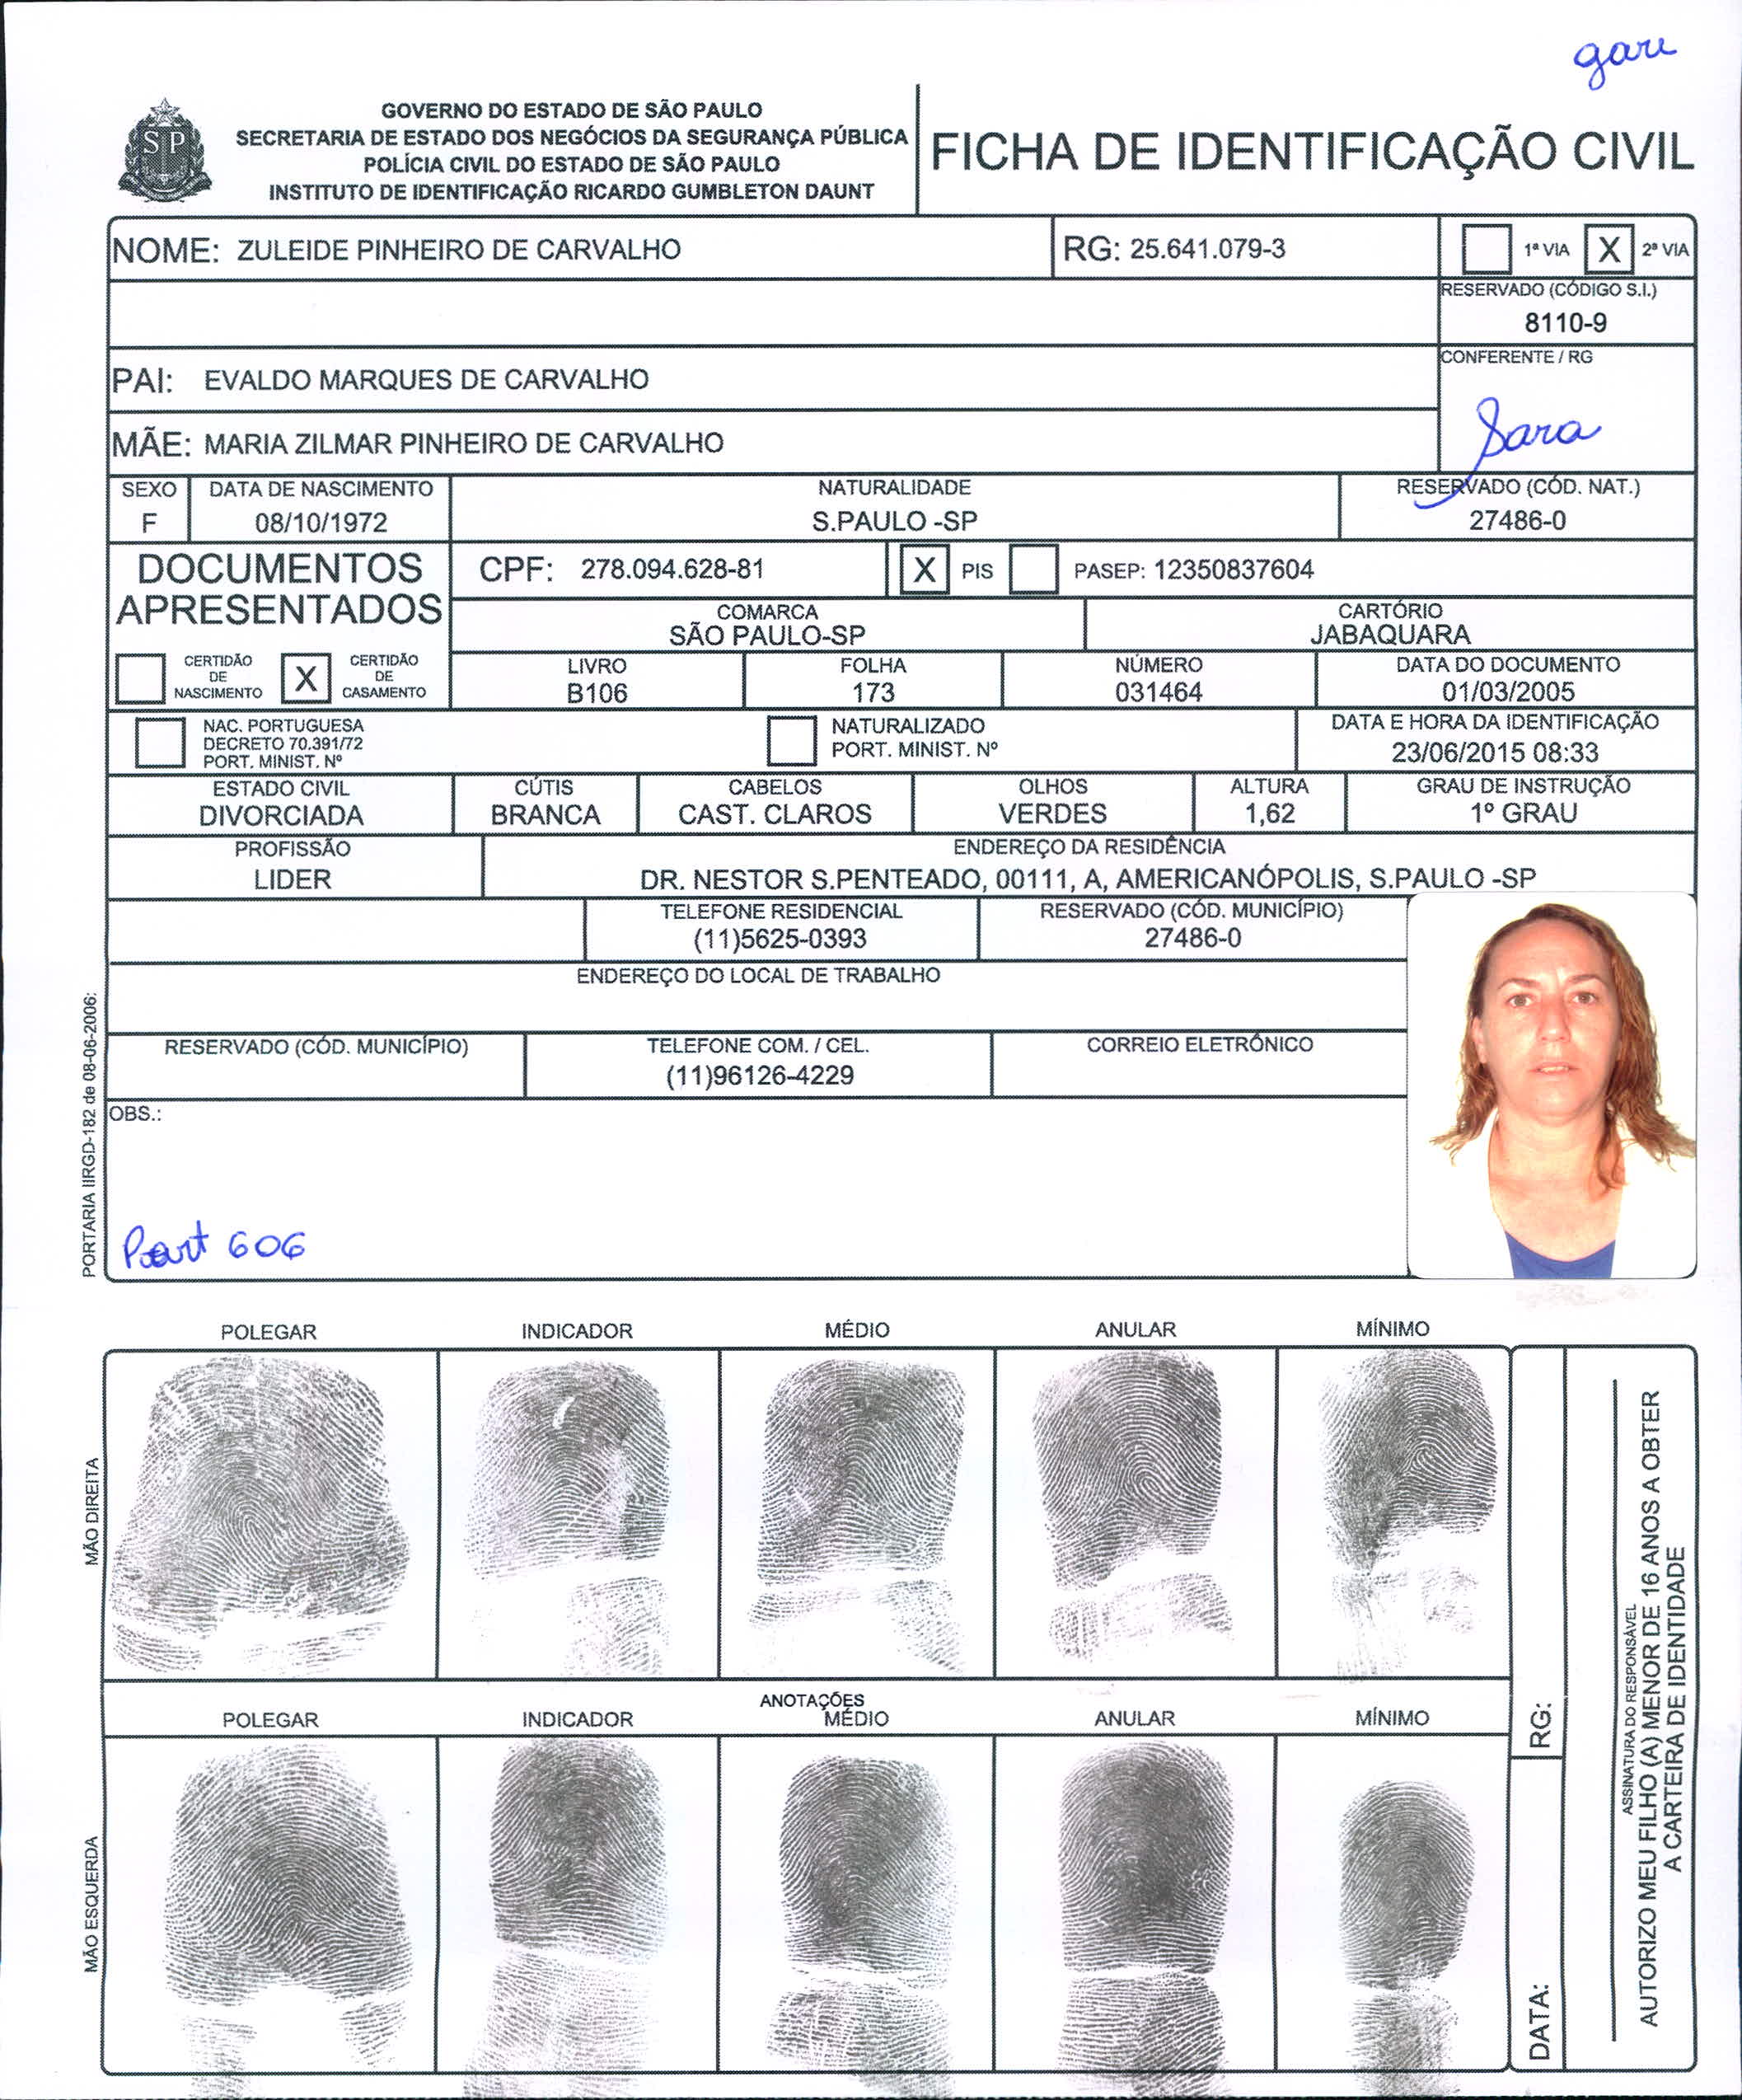 gare
GOVERNO DO ESTADO DE SÃO PAULO
SECRETARIA DE ESTADO DOS NEGÓCIOS DA SEGURANÇA PÚBLICA
POLÍCIA CIVIL DO ESTADO DE SÃO PAULO
INSTITUTO DE IDENTIFICAÇÃO RICARDO GUMBLETON DAUNT
SP
FICHA DE IDENTIFICAÇÃO CIVIL
NOME: ZULEIDE PINHEIRO DE CARVALHO
RG: 25.641.079-3
1ª VIA X 2ª VIA
RESERVADO (CÓDIGO S.I.)
8110-9
PAI: EVALDO MARQUES DE CARVALHO
CONFERENTE / RG
Sara
MÃE: MARIA ZILMAR PINHEIRO DE CARVALHO
SEXO
F
DATA DE NASCIMENTO
08/10/1972
NATURALIDADE
S.PAULO -SP
RESERVADO (CÓD. NAT.)
27486-0
DOCUMENTOS
APRESENTADOS
CPF: 278.094.628-81
X PIS
PASEP: 12350837604
COMARCA
SÃO PAULO-SP
CARTÓRIO
JABAQUARA
CERTIDÃO
DE
NASCIMENTO
X
CERTIDÃO
DE
CASAMENTO
LIVRO
B106
FOLHA
173
NÚMERO
031464
DATA DO DOCUMENTO
01/03/2005
NAC. PORTUGUESA
DECRETO 70.391/72
PORT. MINIST. Nº
NATURALIZADO
PORT. MINIST. Nº
DATA E HORA DA IDENTIFICAÇÃO
23/06/2015 08:33
ESTADO CIVIL
DIVORCIADA
CÚTIS
BRANCA
CABELOS
CAST. CLAROS
OLHOS
VERDES
ALTURA
1,62
GRAU DE INSTRUÇÃO
1º GRAU
PROFISSÃO
LIDER
ENDEREÇO DA RESIDÊNCIA
DR. NESTOR S.PENTEADO, 00111, A, AMERICANÓPOLIS, S.PAULO -SP
TELEFONE RESIDENCIAL
(11)5625-0393
RESERVADO (CÓD. MUNICÍPIO)
27486-0
ENDEREÇO DO LOCAL DE TRABALHO
RESERVADO (CÓD. MUNICÍPIO)
TELEFONE COM. / CEL.
(11)96126-4229
CORREIO ELETRÔNICO
OBS.:
Part 606
PORTARIA IIRGD-182 de 08-06-2006:
POLEGAR
INDICADOR
MÉDIO
ANULAR
MÍNIMO
MÃO DIREITA
ANOTAÇÕES
POLEGAR
INDICADOR
MÉDIO
ANULAR
MÍNIMO
MÃO ESQUERDA
RG:
DATA:
ASSINATURA DO RESPONSÁVEL
AUTORIZO MEU FILHO (A) MENOR DE 16 ANOS A OBTER
A CARTEIRA DE IDENTIDADE